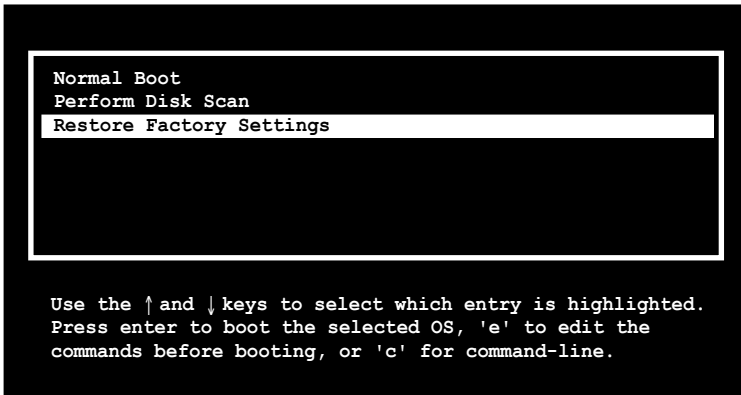 Normal Boot
Perform Disk Scan
Restore Factory Settings
Use the ↑ and ↓ keys to select which entry is highlighted.
Press enter to boot the selected OS, 'e' to edit the
commands before booting, or 'c' for command-line.